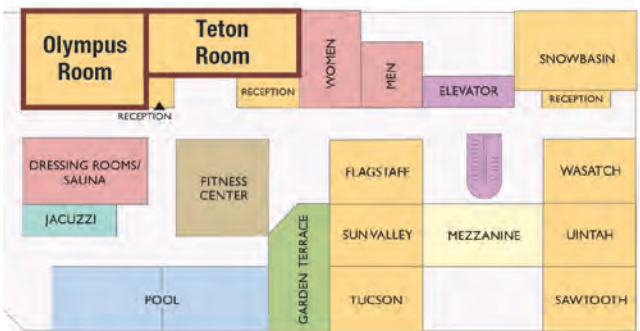 Olympus
Room
Teton
Room
WOMEN
MEN
SNOWBASIN
RECEPTION
ELEVATOR
RECEPTION
RECEPTION
DRESSING ROOMS/
SAUNA
FITNESS
CENTER
FLAGSTAFF
WASATCH
JACUZZI
GARDEN TERRACE
SUN VALLEY
MEZZANINE
UINTAH
POOL
TUCSON
SAWTOOTH